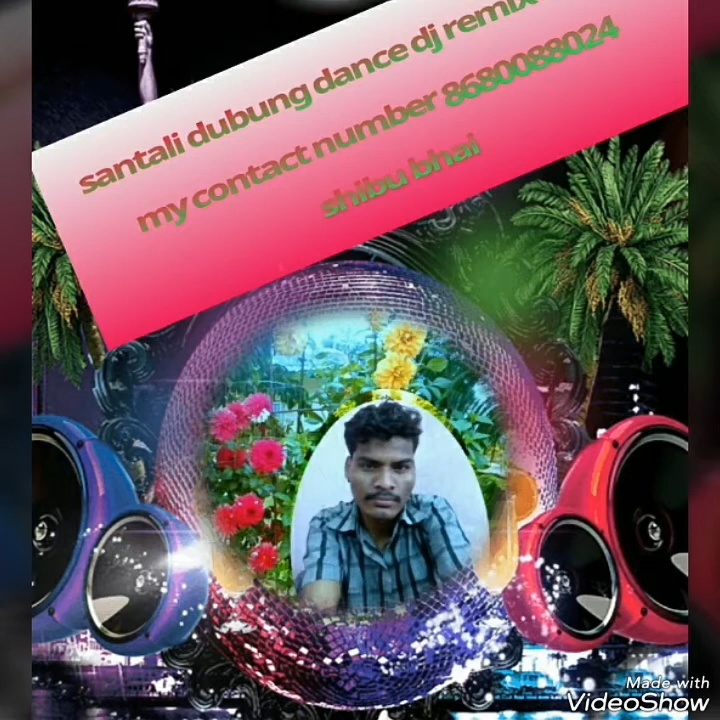 santali dubung dance dj remix
my contact number 8680088024
shibu bhai
Made with
VideoShow